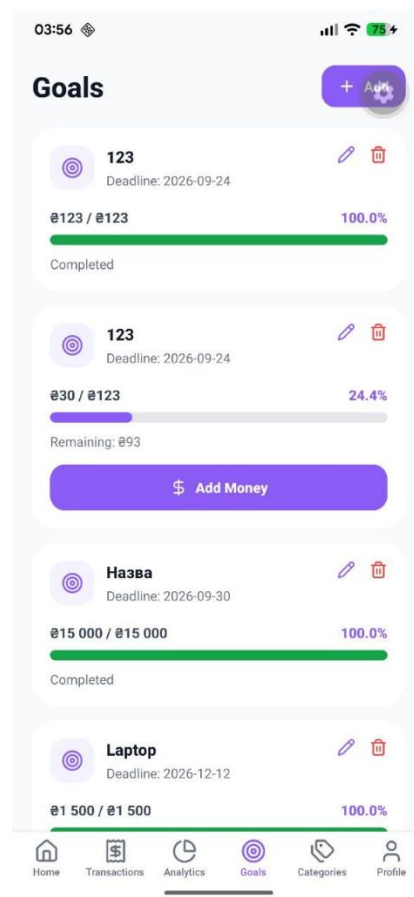 03:56 75
Goals
+ Add
123
Deadline: 2026-09-24
₴123 / ₴123 100.0%
Completed
123
Deadline: 2026-09-24
₴30 / ₴123 24.4%
Remaining: ₴93
$ Add Money
Назва
Deadline: 2026-09-30
₴15 000 / ₴15 000 100.0%
Completed
Laptop
Deadline: 2026-12-12
₴1 500 / ₴1 500 100.0%
Home Transactions Analytics Goals Categories Profile